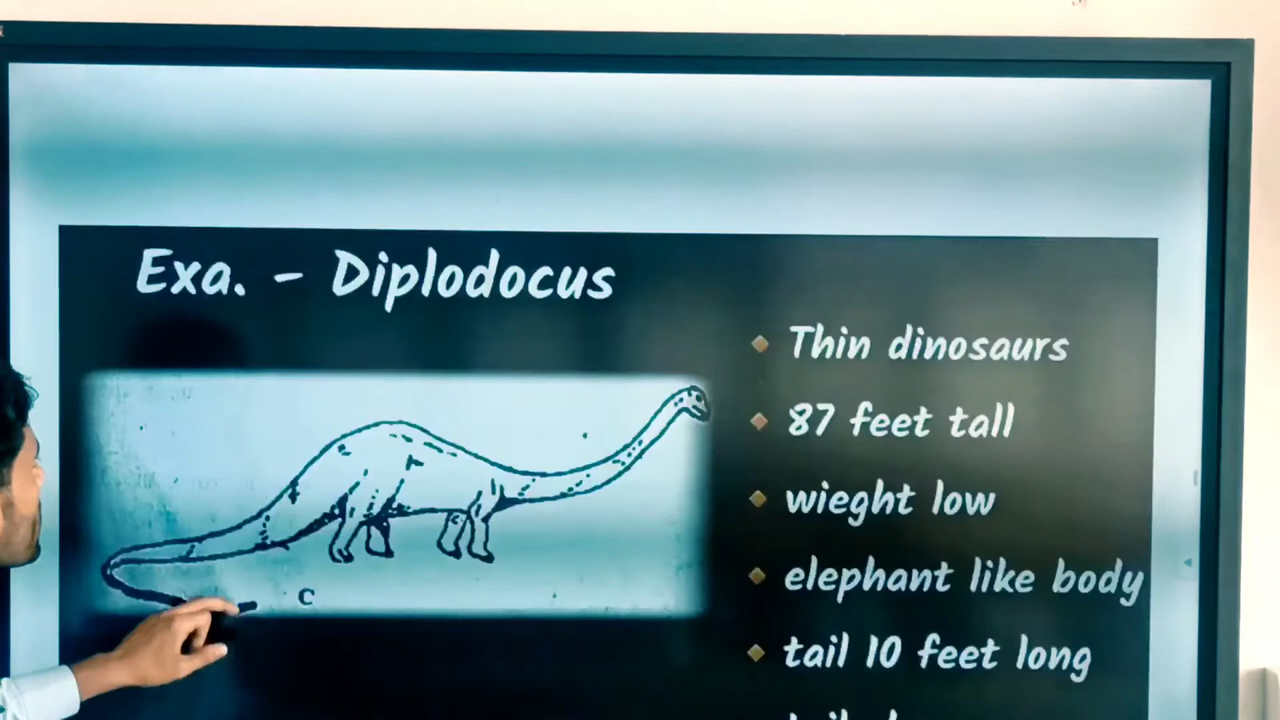 Exa. - Diplodocus
Thin dinosaurs
87 feet tall
wieght low
elephant like body
tail 10 feet long
C